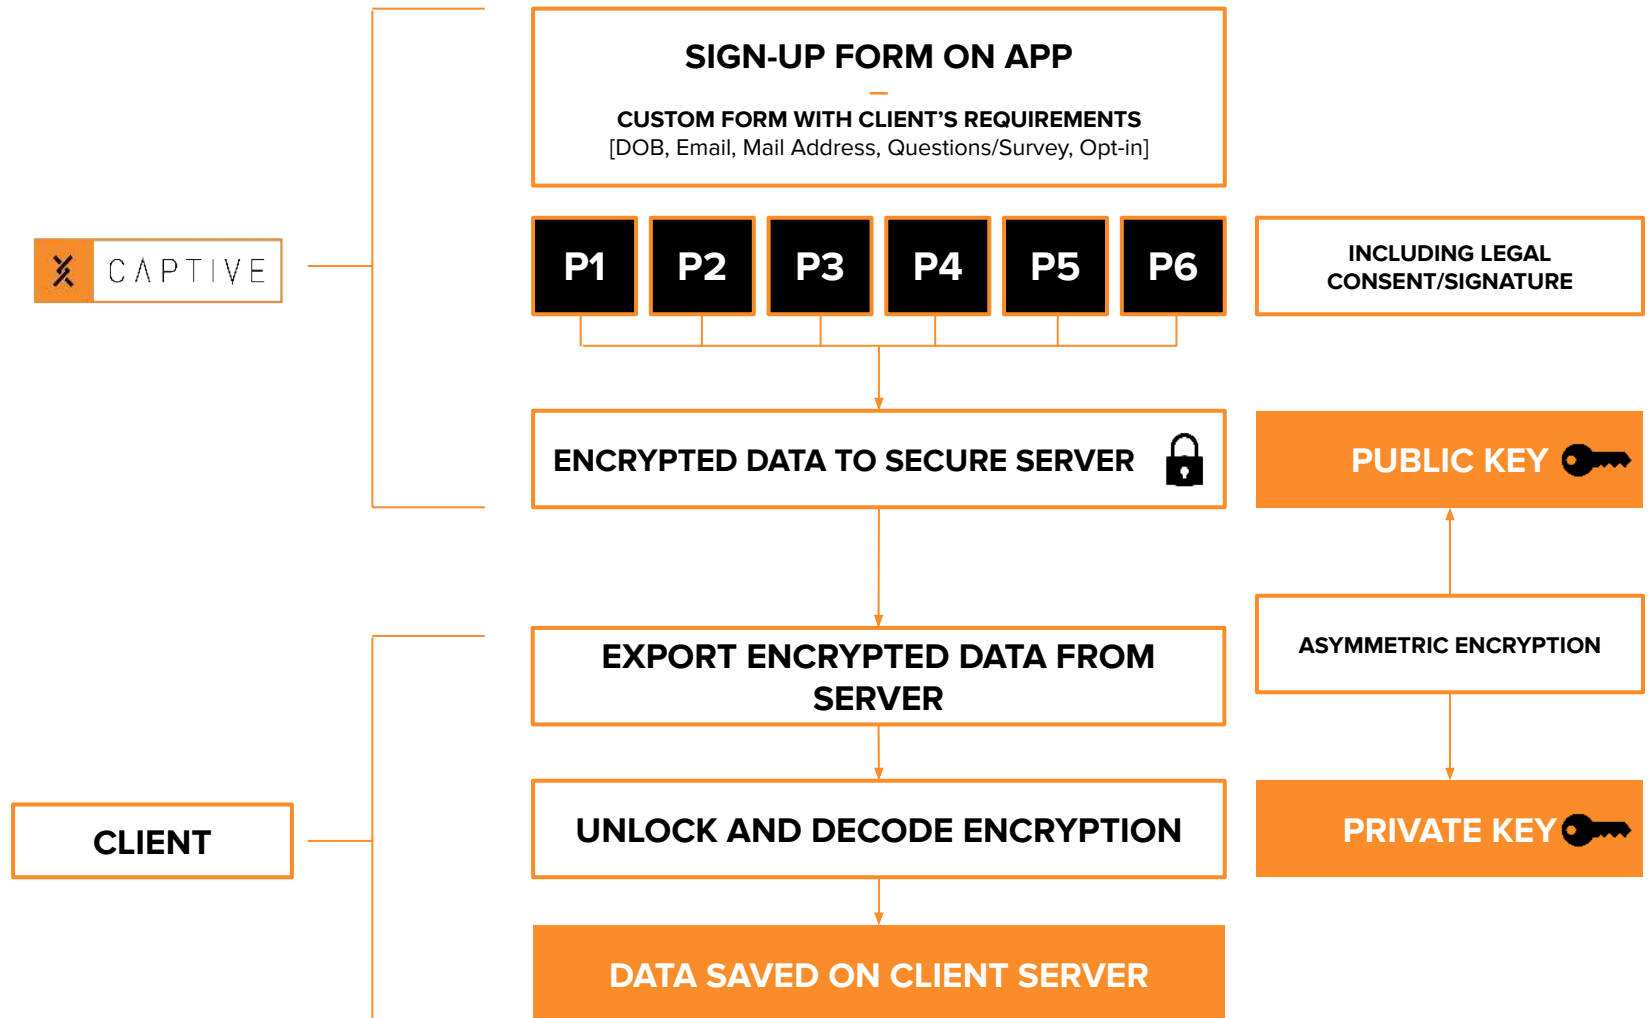 SIGN-UP FORM ON APP
CUSTOM FORM WITH CLIENT’S REQUIREMENTS
[DOB, Email, Mail Address, Questions/Survey, Opt-in]
CAPTIVE
P1 P2 P3 P4 P5 P6
INCLUDING LEGAL
CONSENT/SIGNATURE
ENCRYPTED DATA TO SECURE SERVER
PUBLIC KEY
EXPORT ENCRYPTED DATA FROM
SERVER
ASYMMETRIC ENCRYPTION
CLIENT
UNLOCK AND DECODE ENCRYPTION
PRIVATE KEY
DATA SAVED ON CLIENT SERVER